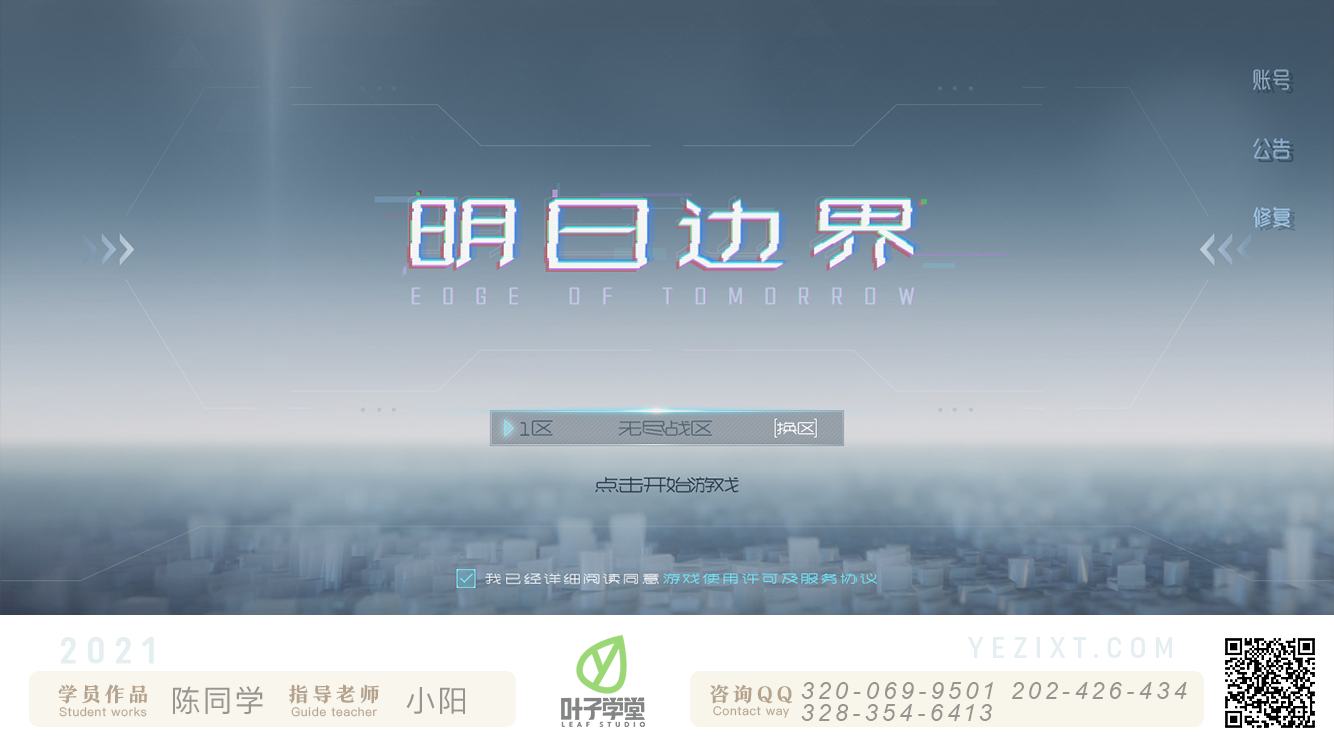 账号
公告
修复
明日边界
EDGE OF TOMORROW
1区 无尽战区 [换区]
点击开始游戏
我已经详细阅读同意游戏使用许可及服务协议
2021
学员作品 陈同学 指导老师 小阳
Student works Guide teacher
叶子学堂
LEAF STUDIO
YEZIXT.COM
咨询QQ 320-069-9501 202-426-434
Contact way 328-354-6413